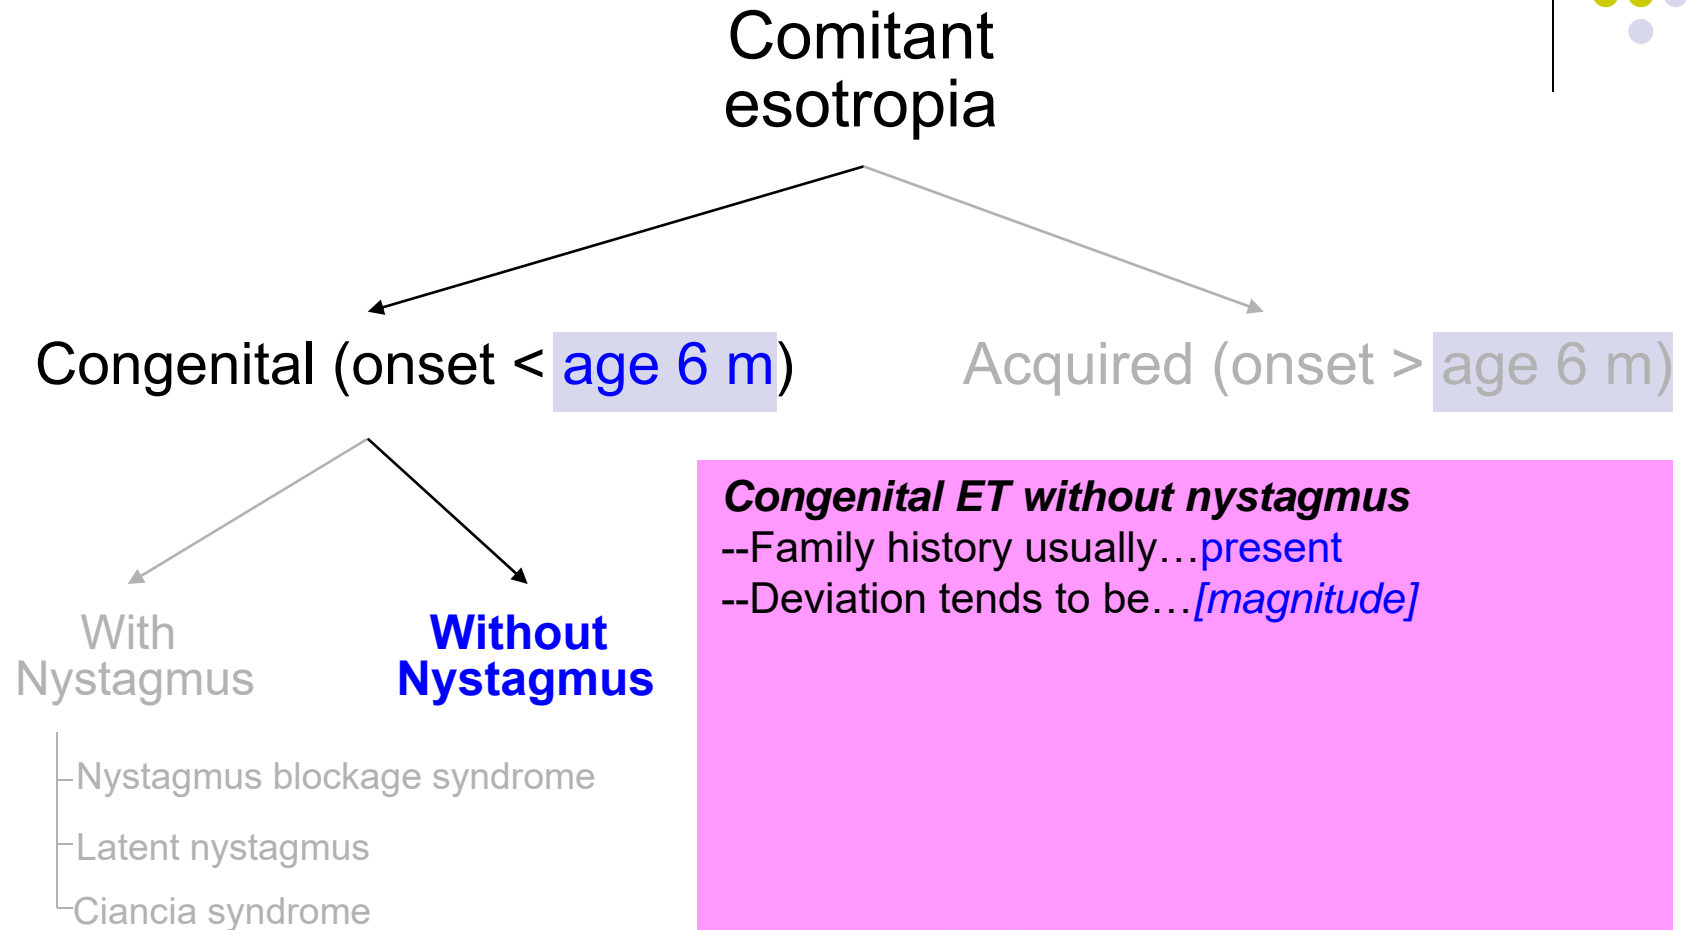 Comitant
esotropia
Congenital (onset < age 6 m)
Acquired (onset > age 6 m)
Congenital ET without nystagmus
--Family history usually…present
--Deviation tends to be…[magnitude]
With
Nystagmus
Without
Nystagmus
Nystagmus blockage syndrome
Latent nystagmus
Ciancia syndrome